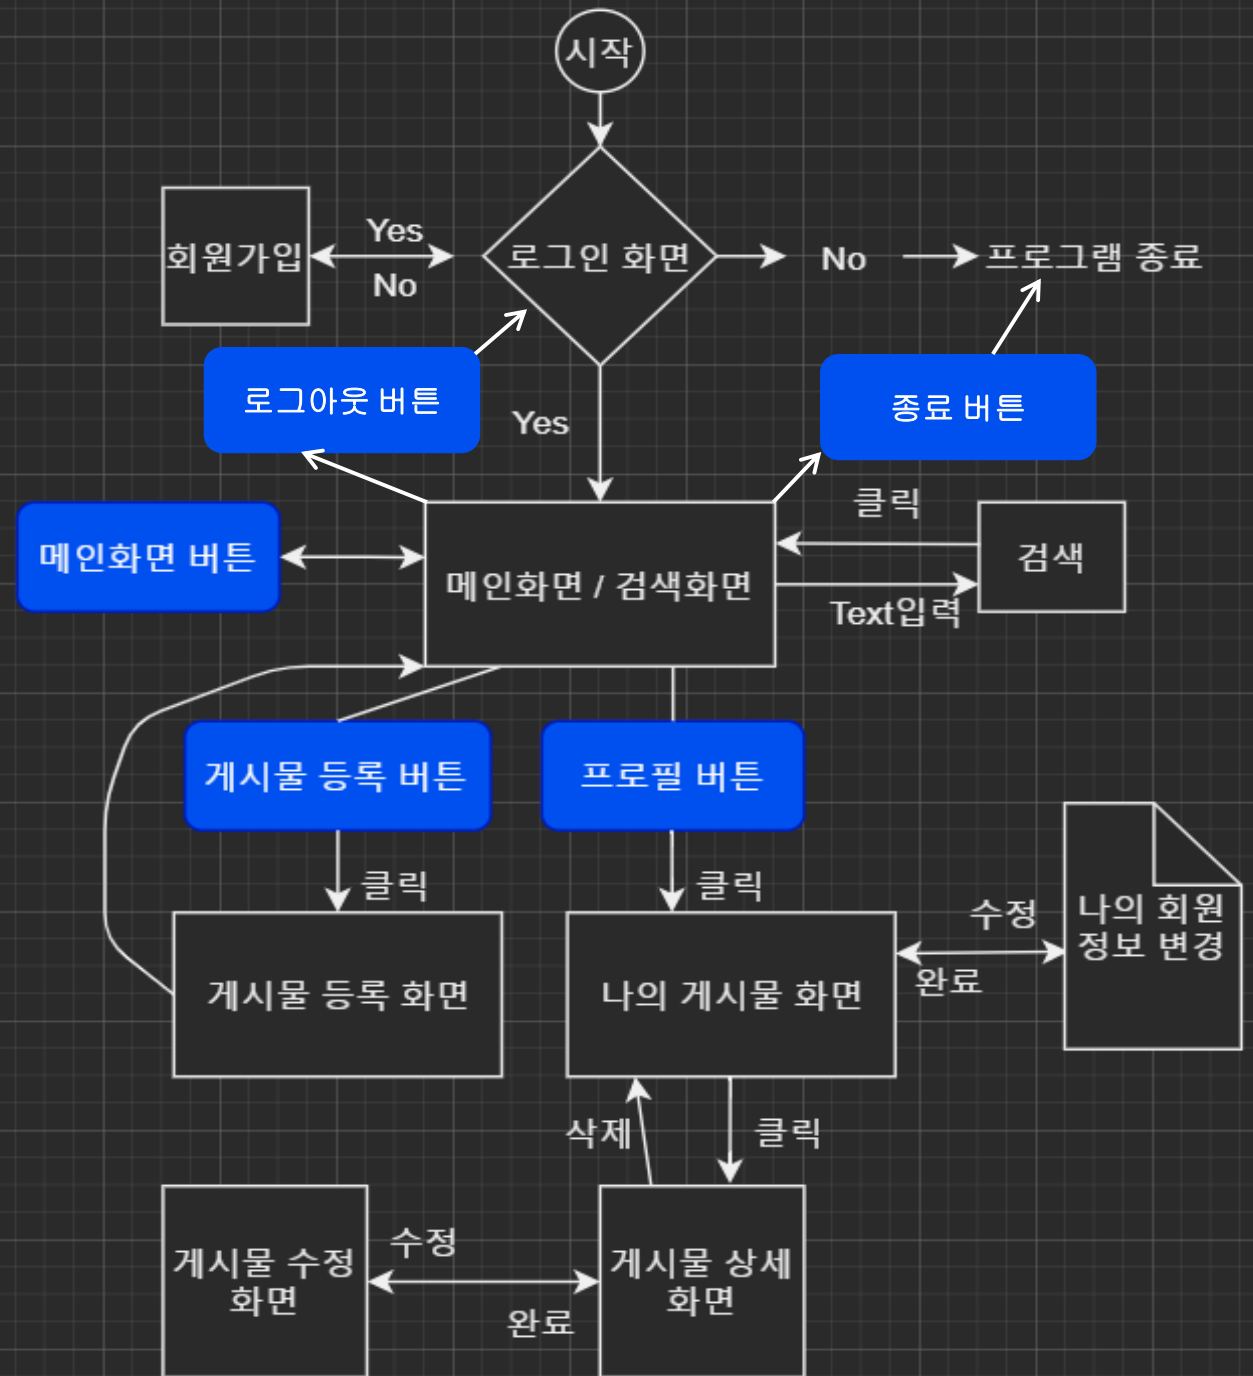 시작
Yes
회원가입
로그인 화면
No
프로그램 종료
No
로그아웃 버튼
종료 버튼
Yes
클릭
메인화면 버튼
검색
메인화면 / 검색화면
Text입력
게시물 등록 버튼
프로필 버튼
클릭
클릭
수정
나의 회원
정보 변경
완료
게시물 등록 화면
나의 게시물 화면
삭제
클릭
수정
게시물 수정
화면
게시물 상세
화면
완료